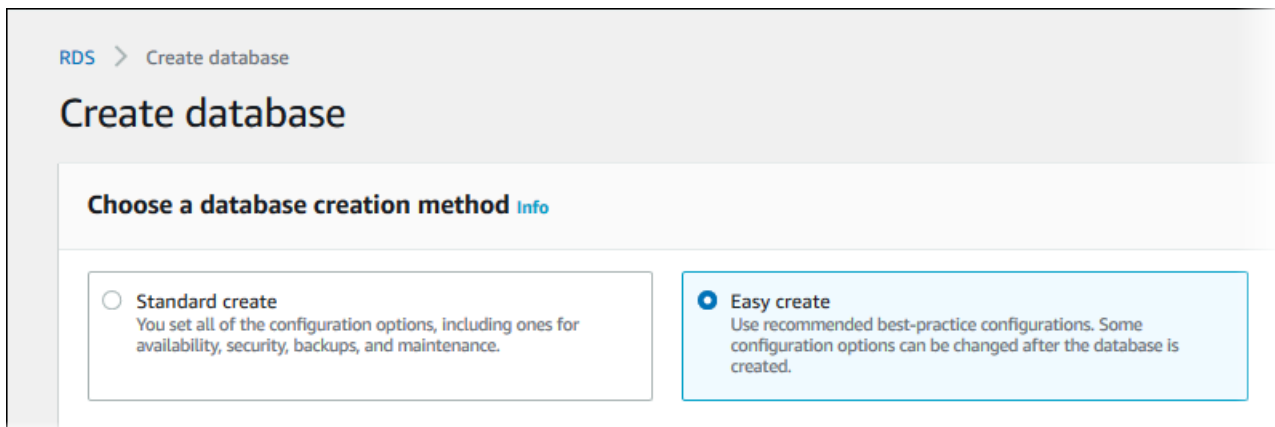 RDS > Create database
Create database
Choose a database creation method Info
Standard create
You set all of the configuration options, including ones for
availability, security, backups, and maintenance.
Easy create
Use recommended best-practice configurations. Some
configuration options can be changed after the database is
created.